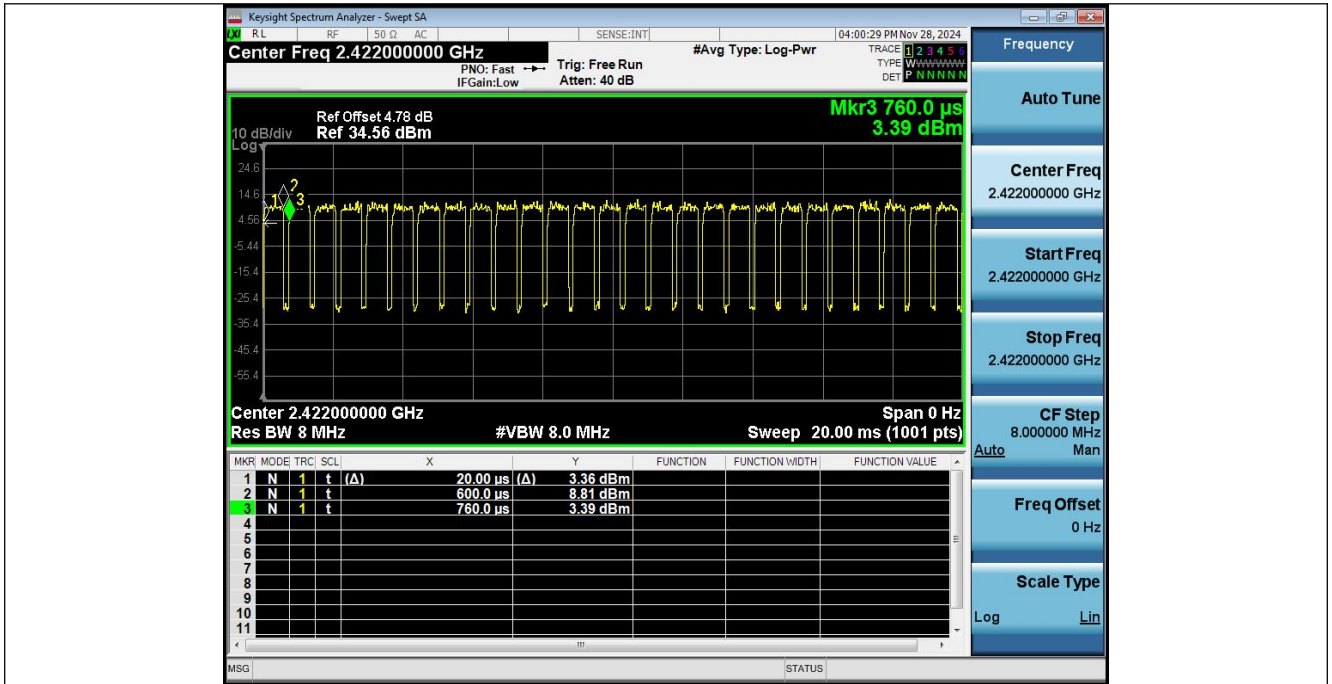 Keysight Spectrum Analyzer - Swept SA
LXI RL RF 50 Ω AC SENSE:INT 04:00:29 PM Nov 28, 2024
Center Freq 2.422000000 GHz
PNO: Fast
IFGain:Low
Trig: Free Run
Atten: 40 dB
#Avg Type: Log-Pwr
TRACE 1 2 3 4 5 6
TYPE WWWWWW
DET P N N N N N
Mkr3 760.0 µs
3.39 dBm
Ref Offset 4.78 dB
10 dB/div Ref 34.56 dBm
Log
24.6
14.6
4.56
-5.44
-15.4
-25.4
-35.4
-45.4
-55.4
1 2 3
Center 2.422000000 GHz Span 0 Hz
Res BW 8 MHz #VBW 8.0 MHz Sweep 20.00 ms (1001 pts)
MKR MODE TRC SCL X Y FUNCTION FUNCTION WIDTH FUNCTION VALUE
1 N 1 t (Δ) 20.00 µs (Δ) 3.36 dBm
2 N 1 t 600.0 µs 8.81 dBm
3 N 1 t 760.0 µs 3.39 dBm
4
5
6
7
8
9
10
11
MSG STATUS
Frequency
Auto Tune
Center Freq
2.422000000 GHz
Start Freq
2.422000000 GHz
Stop Freq
2.422000000 GHz
CF Step
8.000000 MHz
Auto Man
Freq Offset
0 Hz
Scale Type
Log Lin